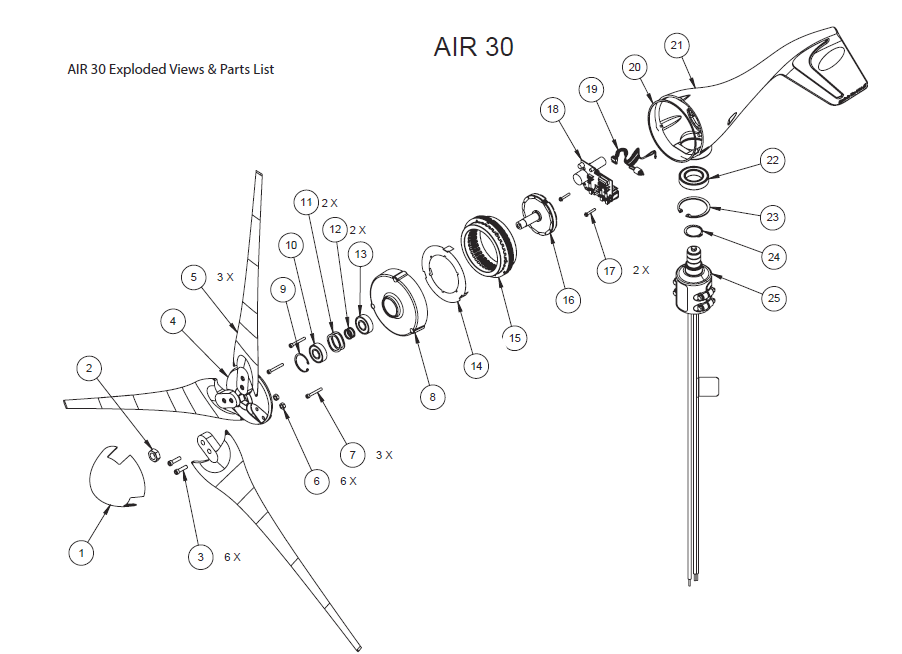 AIR 30
AIR 30 Exploded Views & Parts List
21
20
19
18
22
11 2 X
23
12 2 X
10
13
24
5 3 X
17 2 X
9
16
25
4
15
14
2
8
7 3 X
6 6 X
1
3 6 X